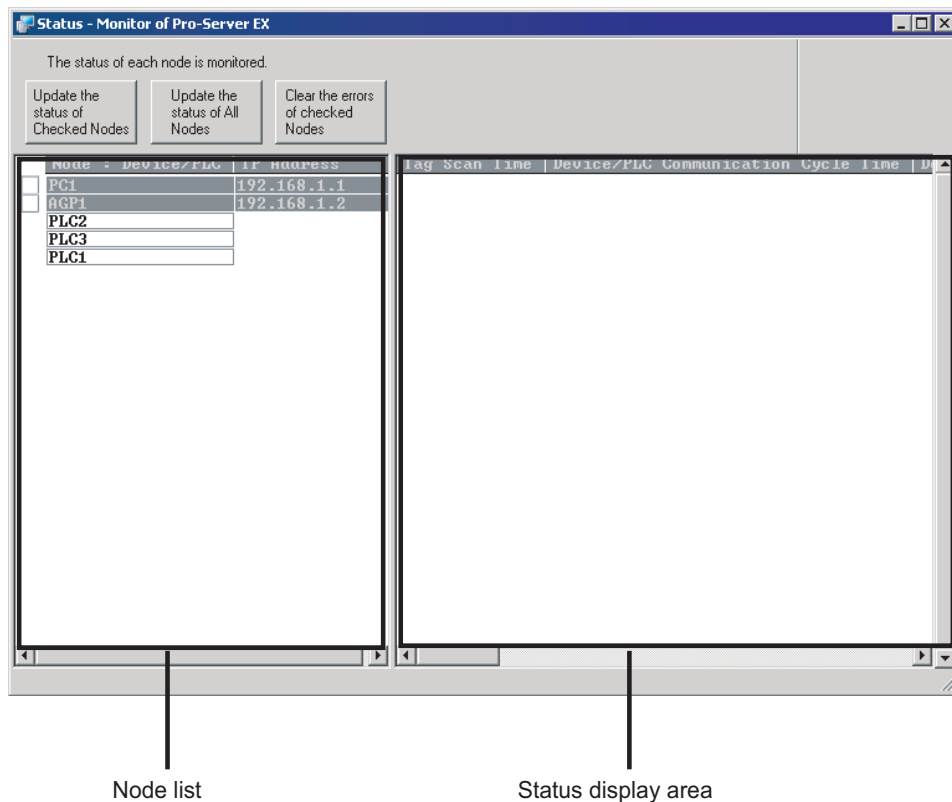 Status - Monitor of Pro-Server EX
The status of each node is monitored.
Update the
status of
Checked Nodes
Update the
status of All
Nodes
Clear the errors
of checked
Nodes
Node : Device/PLC IP Address
PC1 192.168.1.1
AGP1 192.168.1.2
PLC2
PLC3
PLC1
Tag Scan Time Device/PLC Communication Cycle Time
Node list
Status display area